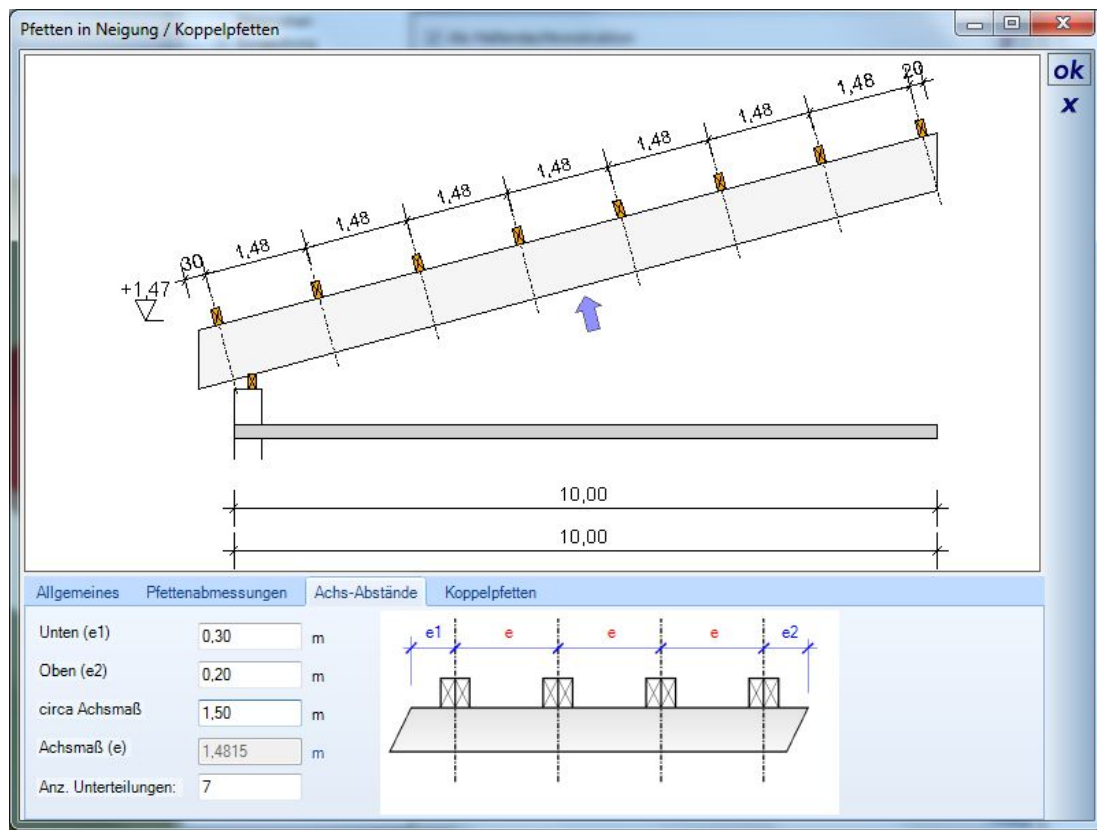 Pfetten in Neigung / Koppelpfetten
ok
x
20
1,48
1,48
1,48
1,48
1,48
1,48
1,48
30
+1,47
10,00
10,00
Allgemeines Pfettenabmessungen Achs-Abstände Koppelpfetten
Unten (e1) 0,30 m
Oben (e2) 0,20 m
circa Achsmaß 1,50 m
Achsmaß (e) 1,4815 m
Anz. Unterteilungen: 7
e1 e e e e2